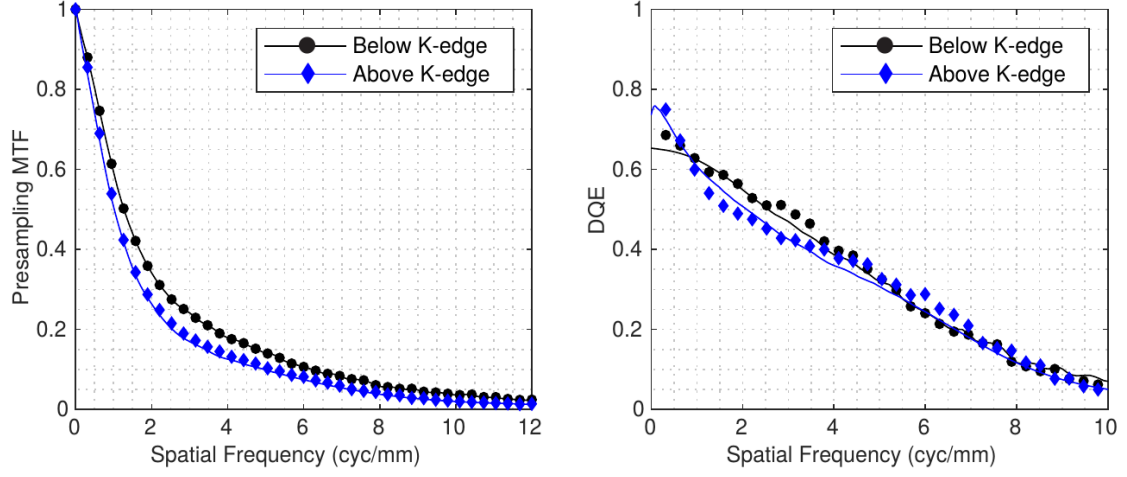 Below K-edge
Above K-edge
1
0.8
0.6
0.4
0.2
0
Presampling MTF
0 2 4 6 8 10 12
Spatial Frequency (cyc/mm)
Below K-edge
Above K-edge
1
0.8
0.6
0.4
0.2
0
DQE
0 2 4 6 8 10
Spatial Frequency (cyc/mm)